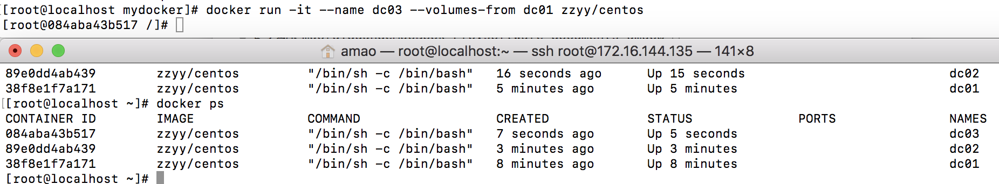 [root@localhost mydocker]# docker run -it --name dc03 --volumes-from dc01 zzyy/centos
[root@084aba43b517 /]#
amao — root@localhost:~ — ssh root@172.16.144.135 — 141×8
89e0dd4ab439 zzyy/centos "/bin/sh -c /bin/bash" 16 seconds ago Up 15 seconds dc02
38f8e1f7a171 zzyy/centos "/bin/sh -c /bin/bash" 5 minutes ago Up 5 minutes dc01
[[root@localhost ~]# docker ps
CONTAINER ID IMAGE COMMAND CREATED STATUS PORTS NAMES
084aba43b517 zzyy/centos "/bin/sh -c /bin/bash" 7 seconds ago Up 5 seconds dc03
89e0dd4ab439 zzyy/centos "/bin/sh -c /bin/bash" 3 minutes ago Up 3 minutes dc02
38f8e1f7a171 zzyy/centos "/bin/sh -c /bin/bash" 8 minutes ago Up 8 minutes dc01
[root@localhost ~]#